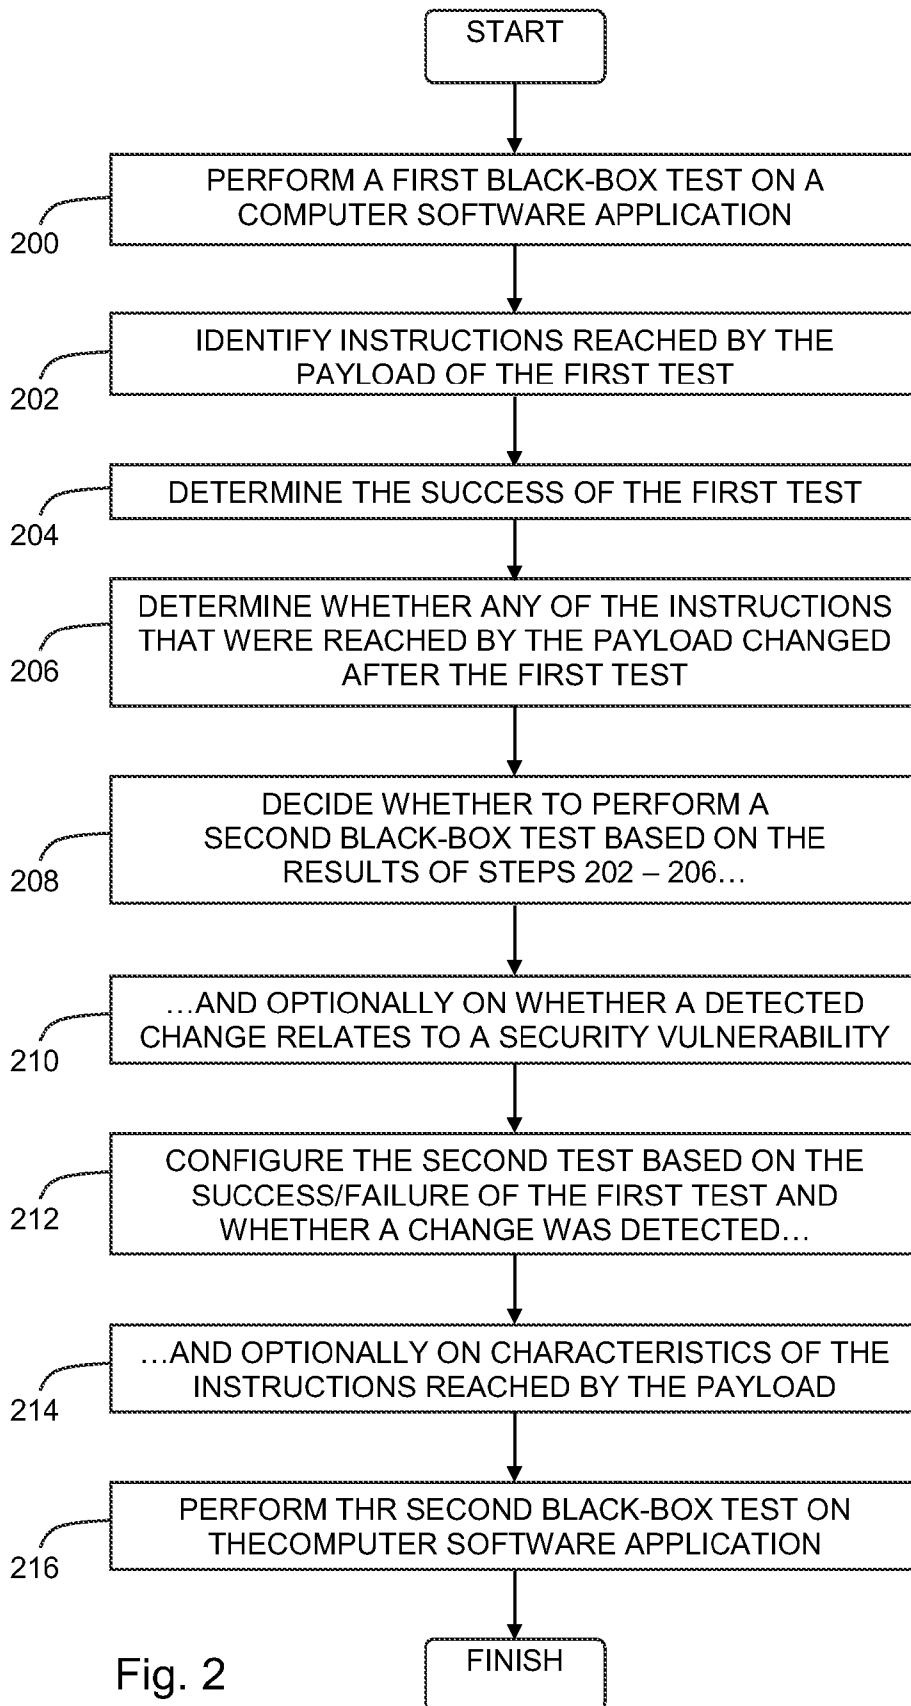 START
PERFORM A FIRST BLACK-BOX TEST ON A
COMPUTER SOFTWARE APPLICATION
200
IDENTIFY INSTRUCTIONS REACHED BY THE
PAYLOAD OF THE FIRST TEST
202
DETERMINE THE SUCCESS OF THE FIRST TEST
204
DETERMINE WHETHER ANY OF THE INSTRUCTIONS
THAT WERE REACHED BY THE PAYLOAD CHANGED
AFTER THE FIRST TEST
206
DECIDE WHETHER TO PERFORM A
SECOND BLACK-BOX TEST BASED ON THE
RESULTS OF STEPS 202 – 206…
208
…AND OPTIONALLY ON WHETHER A DETECTED
CHANGE RELATES TO A SECURITY VULNERABILITY
210
CONFIGURE THE SECOND TEST BASED ON THE
SUCCESS/FAILURE OF THE FIRST TEST AND
WHETHER A CHANGE WAS DETECTED…
212
…AND OPTIONALLY ON CHARACTERISTICS OF THE
INSTRUCTIONS REACHED BY THE PAYLOAD
214
PERFORM THR SECOND BLACK-BOX TEST ON
THECOMPUTER SOFTWARE APPLICATION
216
FINISH
Fig. 2